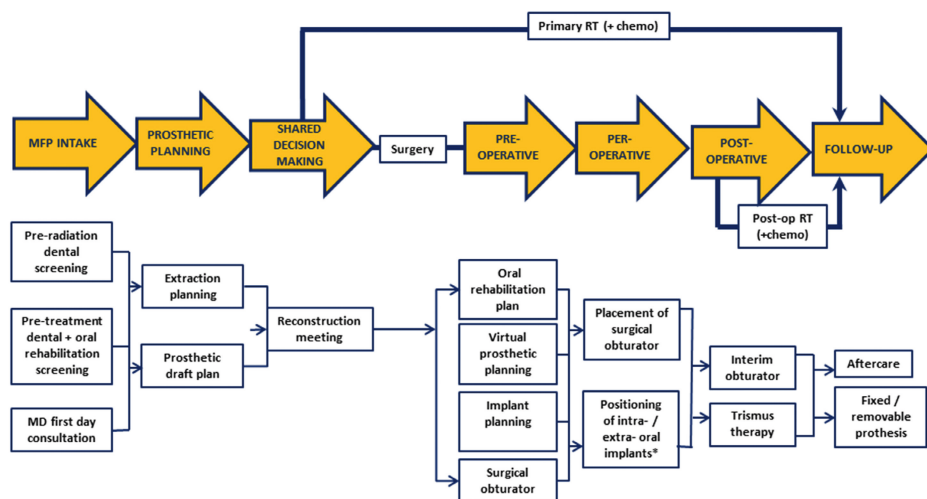 Primary RT (+ chemo)
MFP INTAKE
PROSTHETIC
PLANNING
SHARED
DECISION
MAKING
Surgery
PRE-
OPERATIVE
PER-
OPERATIVE
POST-
OPERATIVE
FOLLOW-UP
Post-op RT
(+chemo)
Pre-radiation
dental
screening
Pre-treatment
dental + oral
rehabilitation
screening
MD first day
consultation
Extraction
planning
Prosthetic
draft plan
Reconstruction
meeting
Oral
rehabilitation
plan
Virtual
prosthetic
planning
Implant
planning
Surgical
obturator
Placement of
surgical
obturator
Positioning
of intra- /
extra- oral
implants*
Interim
obturator
Trismus
therapy
Aftercare
Fixed /
removable
prothesis